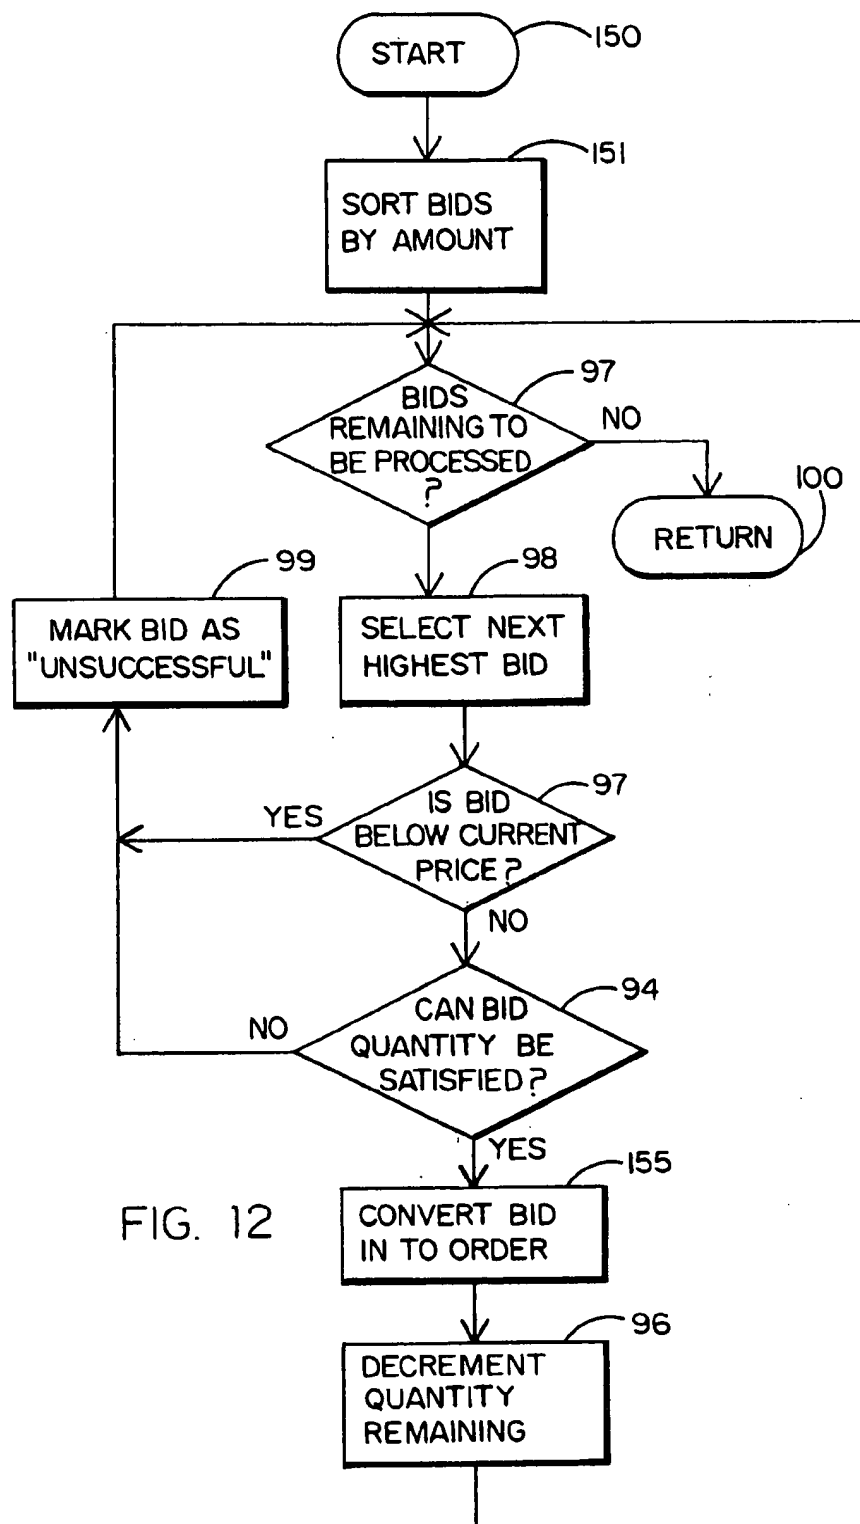 START
150
151
SORT BIDS
BY AMOUNT
97
BIDS
REMAINING TO
BE PROCESSED
?
NO
100
RETURN
99
MARK BID AS
"UNSUCCESSFUL"
98
SELECT NEXT
HIGHEST BID
97
YES
IS BID
BELOW CURRENT
PRICE?
NO
94
NO
CAN BID
QUANTITY BE
SATISFIED?
YES
155
FIG. 12
CONVERT BID
IN TO ORDER
96
DECREMENT
QUANTITY
REMAINING